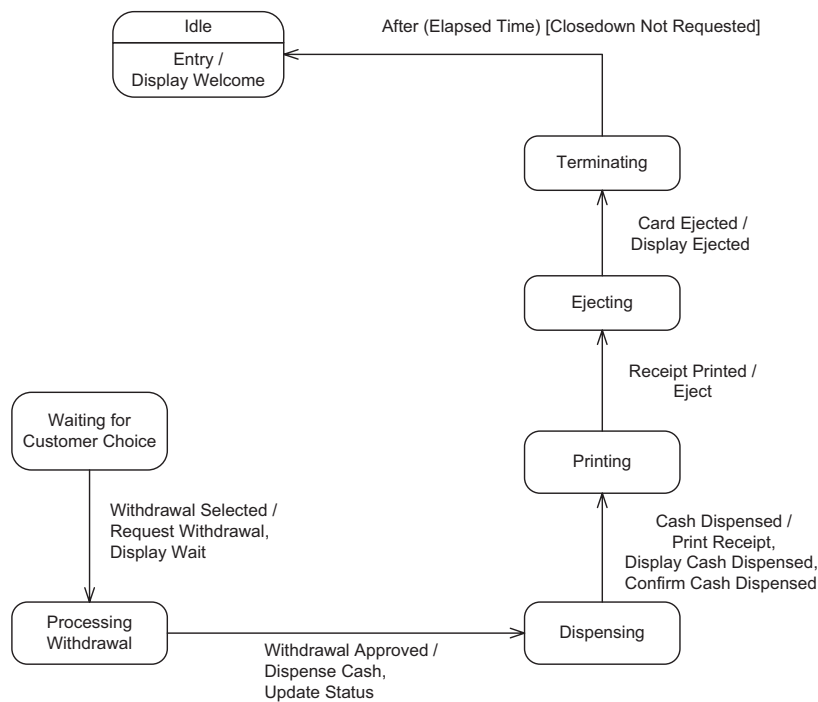 Idle
Entry /
Display Welcome
After (Elapsed Time) [Closedown Not Requested]
Terminating
Card Ejected /
Display Ejected
Ejecting
Receipt Printed /
Eject
Waiting for
Customer Choice
Printing
Withdrawal Selected /
Request Withdrawal,
Display Wait
Cash Dispensed /
Print Receipt,
Display Cash Dispensed,
Confirm Cash Dispensed
Processing
Withdrawal
Dispensing
Withdrawal Approved /
Dispense Cash,
Update Status